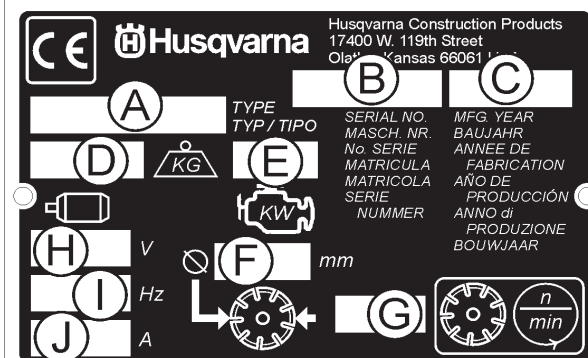 CE
Husqvarna
Husqvarna Construction Products
17400 W. 119th Street
Kansas 66061
A
TYPE
TYP / TIPO
B
SERIAL NO.
MASCH. NR.
No. SERIE
MATRICULA
MATRICOLA
SERIE
NUMMER
C
MFG. YEAR
BAUJAHR
ANNEE DE
FABRICATION
AÑO DE
PRODUCCIÓN
ANNO di
PRODUZIONE
BOUWJAAR
D
KG
E
KW
H
V
F
mm
I
Hz
G
n
min
J
A